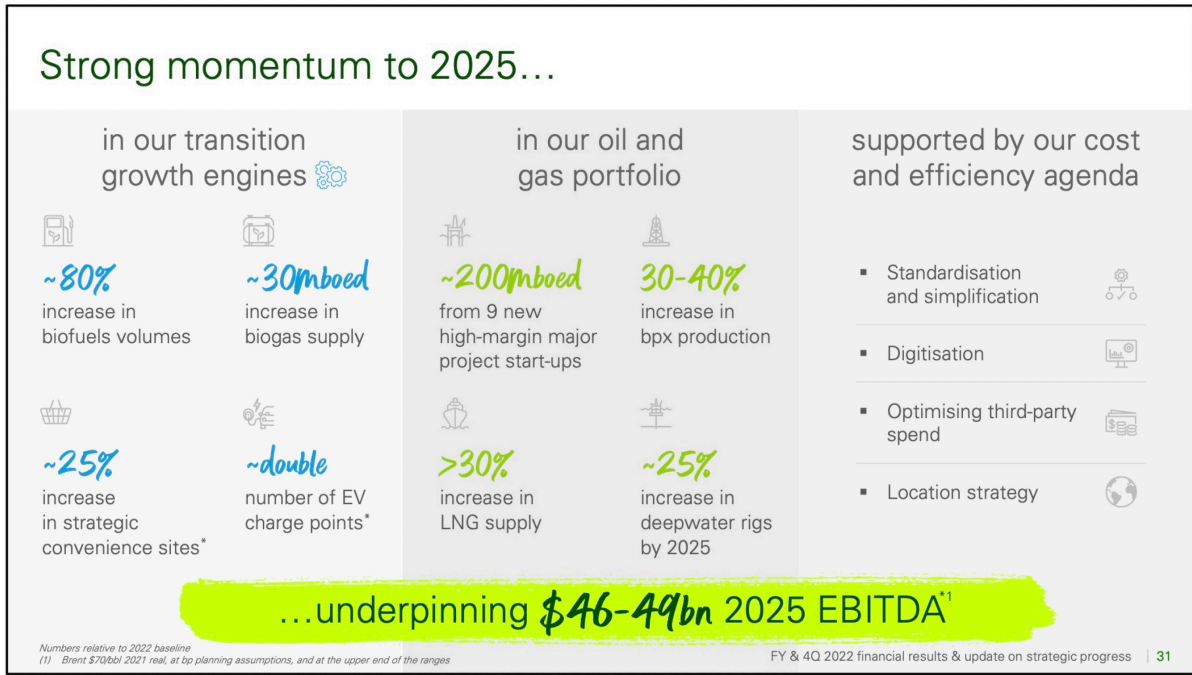 Strong momentum to 2025…
in our transition
growth engines
~80%
increase in
biofuels volumes
~30mboed
increase in
biogas supply
~25%
increase
in strategic
convenience sites*
~double
number of EV
charge points*
in our oil and
gas portfolio
~200mboed
from 9 new
high-margin major
project start-ups
30-40%
increase in
bpx production
>30%
increase in
LNG supply
~25%
increase in
deepwater rigs
by 2025
supported by our cost
and efficiency agenda
▪ Standardisation
and simplification
▪ Digitisation
▪ Optimising third-party
spend
▪ Location strategy
…underpinning $46-49bn 2025 EBITDA*1
Numbers relative to 2022 baseline
(1) Brent $70/bbl 2021 real, at bp planning assumptions, and at the upper end of the ranges
FY & 4Q 2022 financial results & update on strategic progress | 31